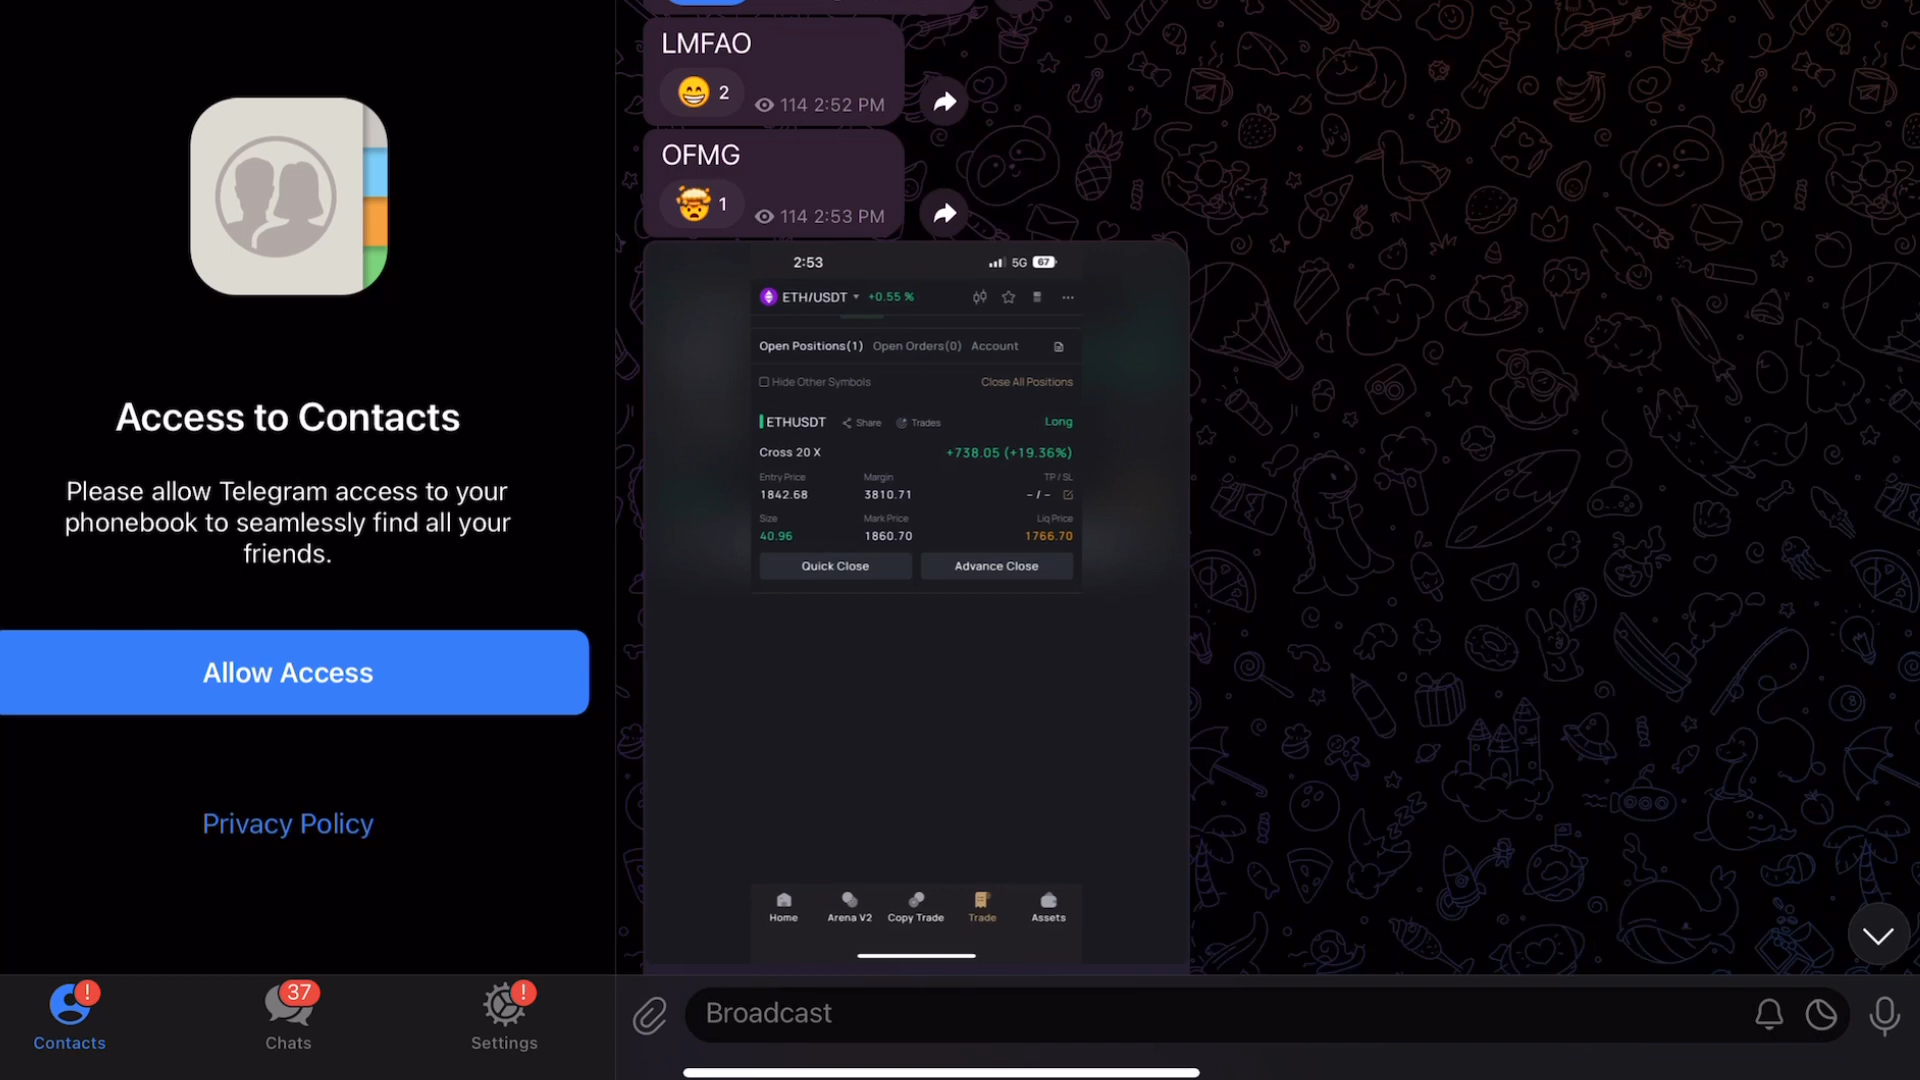 Access to Contacts
Please allow Telegram access to your
phonebook to seamlessly find all your
friends.
Allow Access
Privacy Policy
!
37
!
Contacts
Chats
Settings
LMFAO
2
114 2:52 PM
OFMG
1
114 2:53 PM
2:53
5G 67
ETH/USDT +0.55 %
Open Positions(1) Open Orders(0) Account
Hide Other Symbols Close All Positions
ETHUSDT Share Trades Long
Cross 20 X +738.05 (+19.36%)
Entry Price Margin TP / SL
1842.68 3810.71 - / -
Size Mark Price Liq Price
40.96 1860.70 1766.70
Quick Close Advance Close
Home Arena V2 Copy Trade Trade Assets
Broadcast